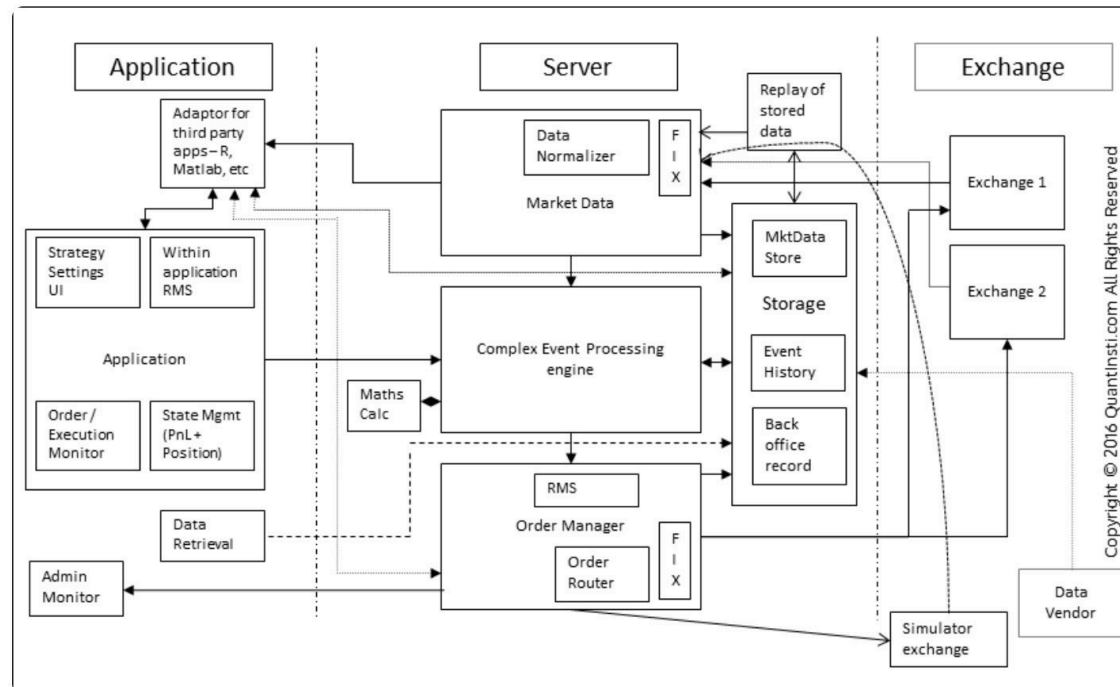 Application
Server
Exchange
Adaptor for
third party
apps – R,
Matlab, etc
Data
Normalizer
F
I
X
Market Data
Replay of
stored
data
Exchange 1
Strategy
Settings
UI
Within
application
RMS
Application
Order /
Execution
Monitor
State Mgmt
(PnL +
Position)
Complex Event Processing
engine
Maths
Calc
MktData
Store
Storage
Event
History
Back
office
record
Exchange 2
Data
Retrieval
Admin
Monitor
RMS
Order Manager
Order
Router
F
I
X
Simulator
exchange
Data
Vendor
Copyright © 2016 QuantInsti.com All Rights Reserved